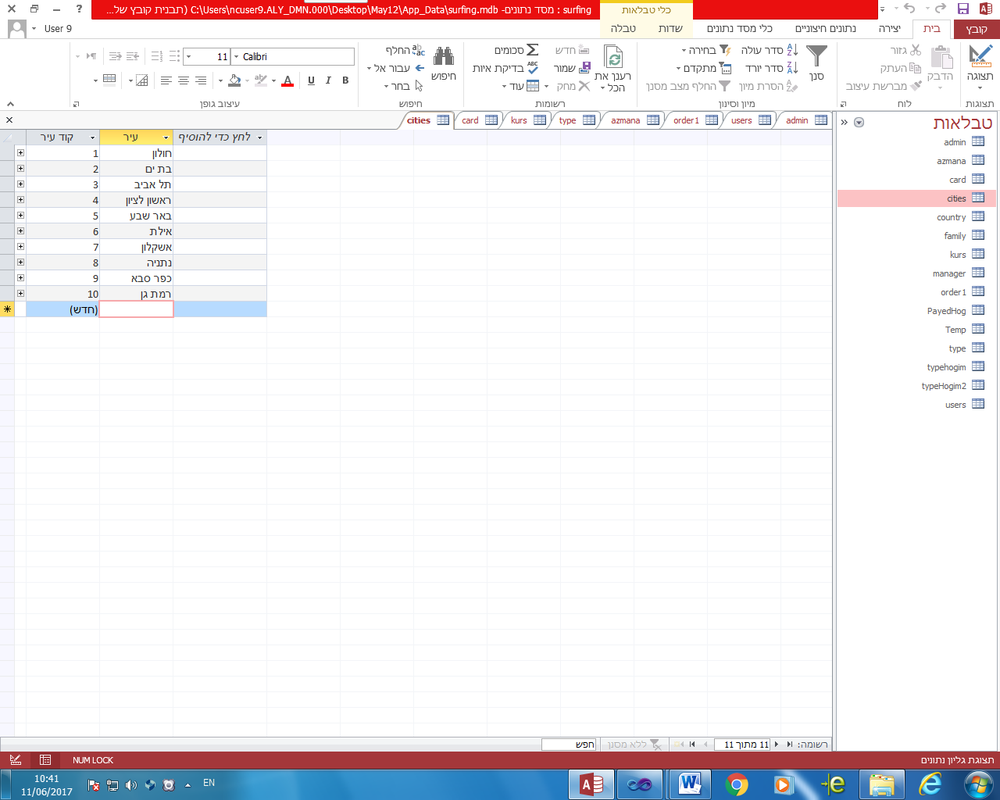 surfing : מסד נתונים- C:\Users\ncuser9.ALY_DMN.000\Desktop\May12\App_Data\surfing.mdb (תבנית קובץ של...
כלי טבלאות
קובץ
בית
יצירה
נתונים חיצוניים
כלי מסד נתונים
שדות
טבלה
User 9
תצוגה
תצוגות
הדבק
גזור
העתק
מברשת עיצוב
לוח
סנן
סדר עולה
סדר יורד
הסרת מיון
בחירה
מתקדם
החלף מצב מסנן
מיון וסינון
רענן את הכל
חדש
שמור
מחק
סכומים
בדיקת איות
עוד
רשומות
חיפוש
החלף
עבור אל
בחר
חיפוש
Calibri
11
B I U A
עיצוב גופן
טבלאות
admin
azmana
card
cities
country
family
kurs
manager
order1
PayedHog
Temp
type
typehogim
typeHogim2
users
admin
users
order1
azmana
type
kurs
card
cities
קוד עיר עיר לחץ כדי להוסיף
1 חולון
2 בת ים
3 תל אביב
4 ראשון לציון
5 באר שבע
6 אילת
7 אשקלון
8 נתניה
9 כפר סבא
10 רמת גן
(חדש)
רשומה: 11 מתוך 11 ללא מסנן חפש
תצוגת גליון נתונים
NUM LOCK
EN
10:41
11/06/2017